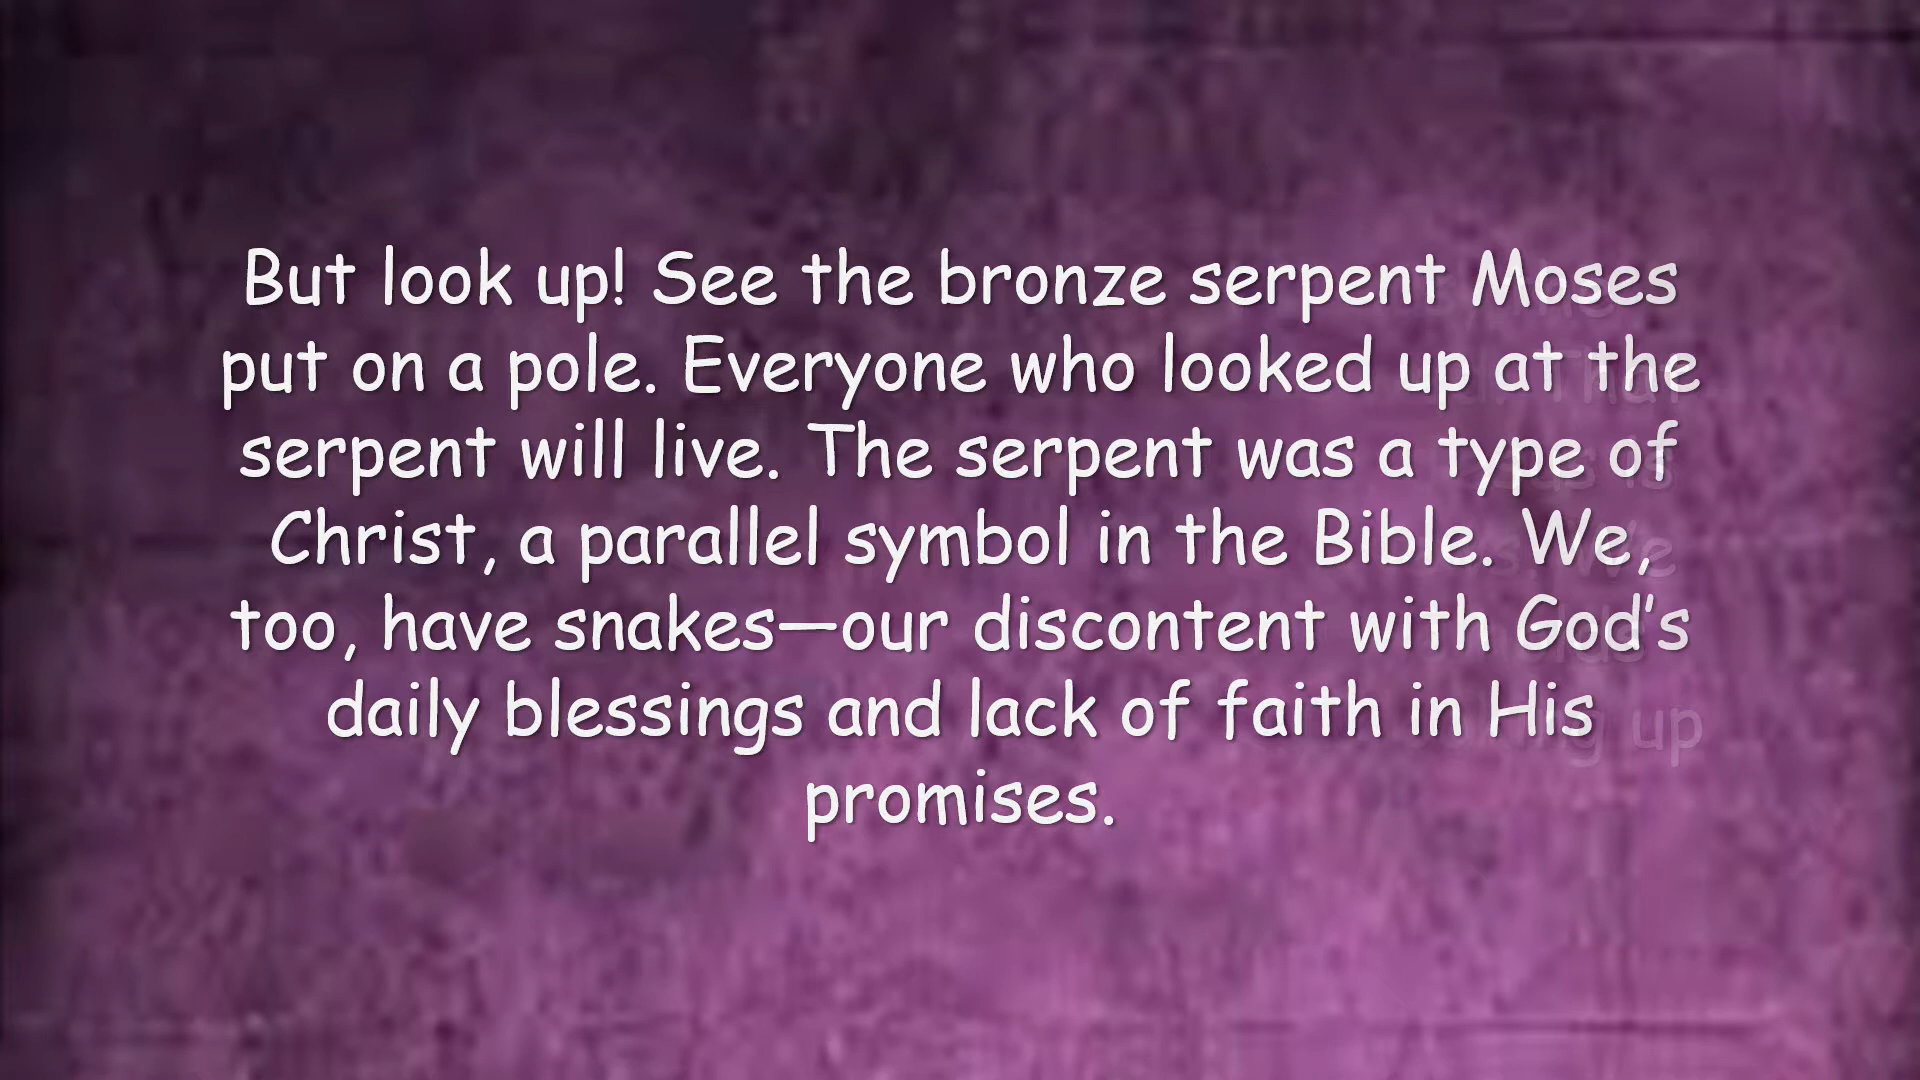 But look up! See the bronze serpent Moses
put on a pole. Everyone who looked up at the
serpent will live. The serpent was a type of
Christ, a parallel symbol in the Bible. We,
too, have snakes—our discontent with God's
daily blessings and lack of faith in His
promises.